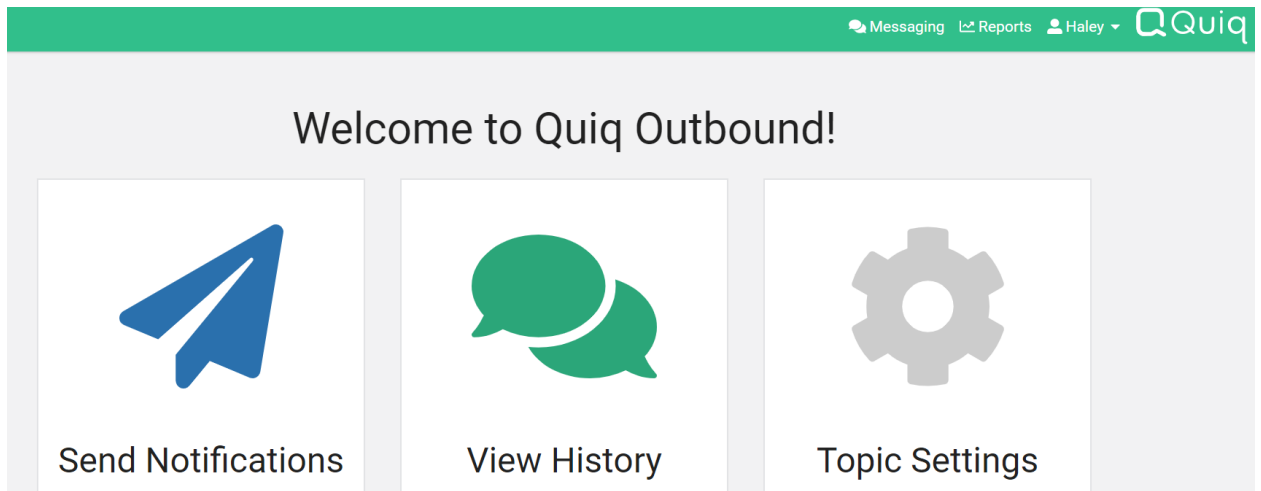 Messaging Reports Haley Quiq
Welcome to Quiq Outbound!
Send Notifications View History Topic Settings